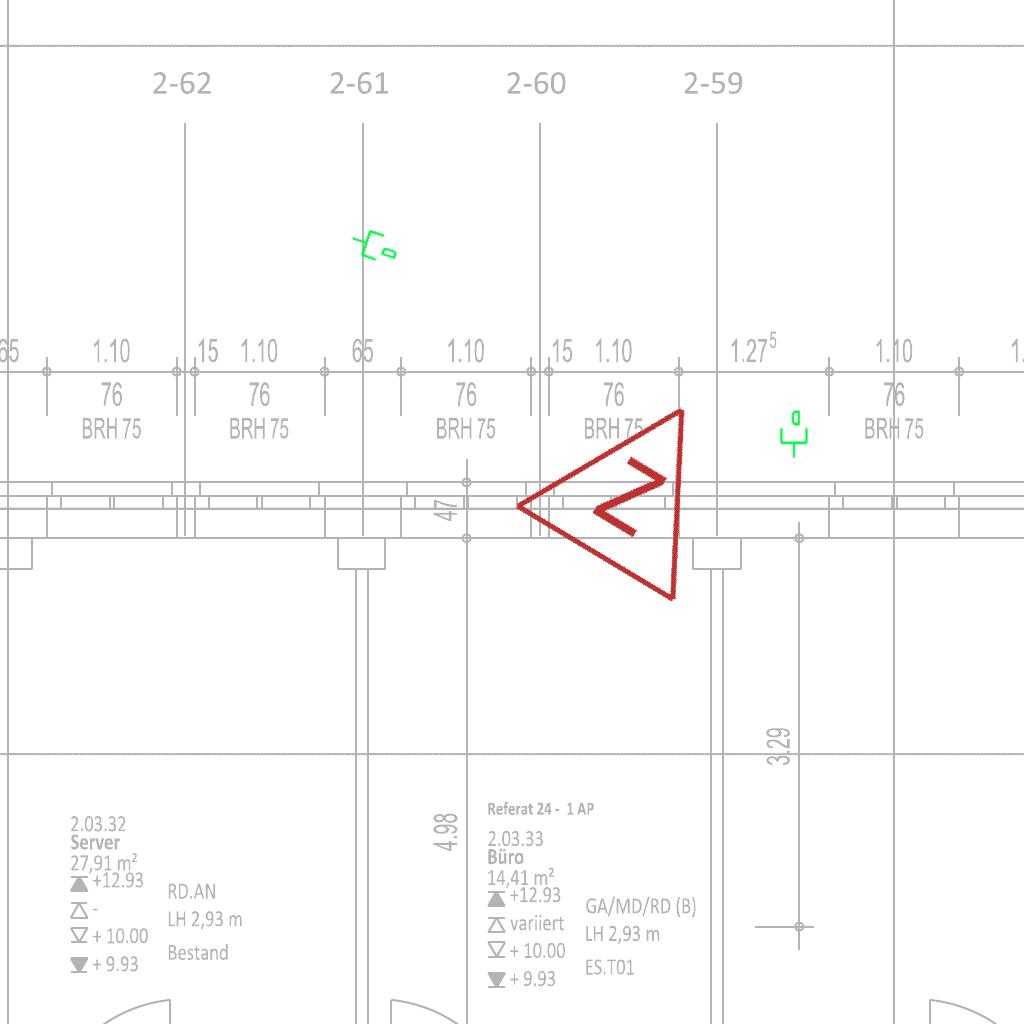 2-62 2-61 2-60 2-59
65 1.10 15 1.10 65 1.10 15 1.10 1.27⁵ 1.10 1.
76 76 76 76 76
BRH 75 BRH 75 BRH 75 BRH 75 BRH 75
47
N
3.29
4.98
2.03.32
Server
27,91 m²
+12.93
-
+ 10.00
+ 9.93
RD.AN
LH 2,93 m
Bestand
Referat 24 - 1 AP
2.03.33
Büro
14,41 m²
+12.93
variiert
+ 10.00
+ 9.93
GA/MD/RD (B)
LH 2,93 m
ES.T01